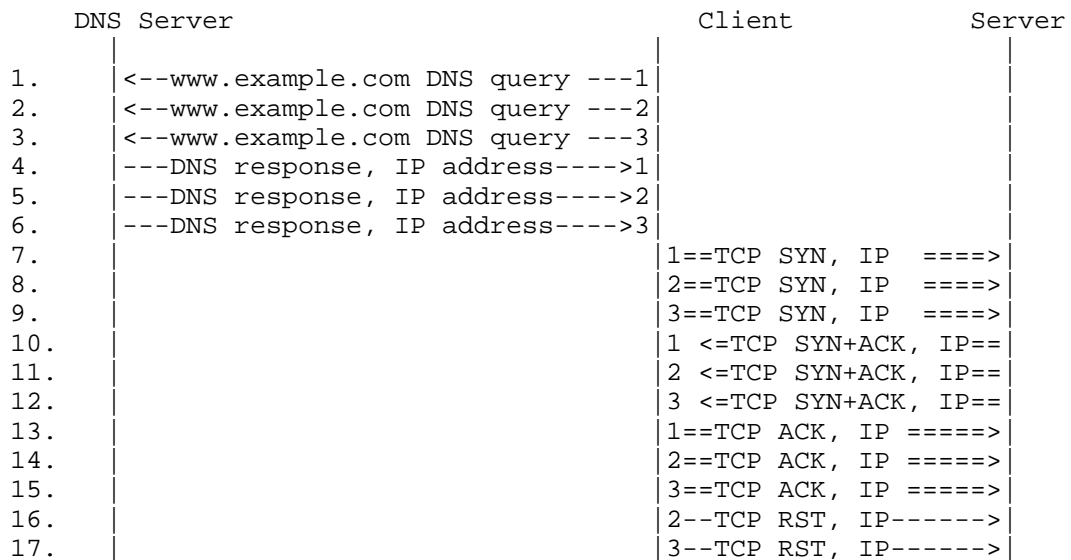 DNS Server                                  Client             Server
       |                                  |                      |
1.     |<--www.example.com DNS query ---1|                      |
2.     |<--www.example.com DNS query ---2|                      |
3.     |<--www.example.com DNS query ---3|                      |
4.     |---DNS response, IP address---->1|                      |
5.     |---DNS response, IP address---->2|                      |
6.     |---DNS response, IP address---->3|                      |
7.     |                                  |1==TCP SYN, IP  ====>|
8.     |                                  |2==TCP SYN, IP  ====>|
9.     |                                  |3==TCP SYN, IP  ====>|
10.    |                                  |1 <=TCP SYN+ACK, IP==|
11.    |                                  |2 <=TCP SYN+ACK, IP==|
12.    |                                  |3 <=TCP SYN+ACK, IP==|
13.    |                                  |1==TCP ACK, IP =====>|
14.    |                                  |2==TCP ACK, IP =====>|
15.    |                                  |3==TCP ACK, IP =====>|
16.    |                                  |2--TCP RST, IP------>|
17.    |                                  |3--TCP RST, IP------>|